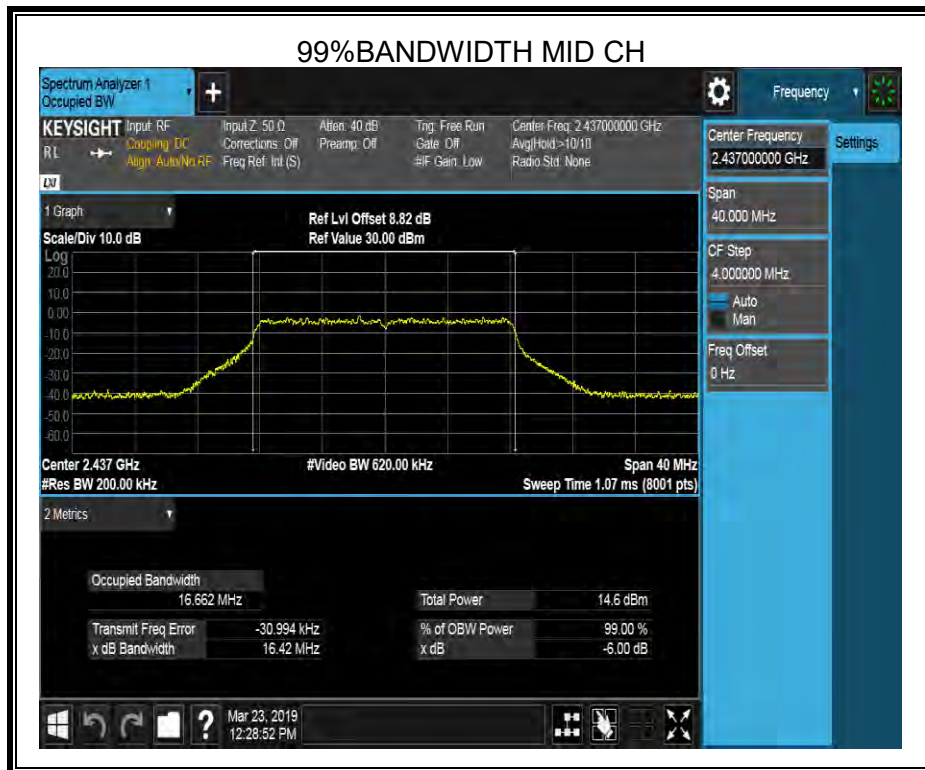 99%BANDWIDTH MID CH
Spectrum Analyzer 1
Occupied BW
+
Frequency
KEYSIGHT
RL
LXI
Input: RF
Coupling: DC
Align: Auto/No RF
Input Z: 50 Ω
Corrections: Off
Freq Ref: Int (S)
Atten: 40 dB
Preamp: Off
Trig: Free Run
Gate: Off
#IF Gain: Low
Center Freq: 2.437000000 GHz
Avg|Hold:>10/10
Radio Std: None
Center Frequency
2.437000000 GHz
Settings
Span
40.000 MHz
CF Step
4.000000 MHz
Auto
Man
Freq Offset
0 Hz
1 Graph
Scale/Div 10.0 dB
Ref Lvl Offset 8.82 dB
Ref Value 30.00 dBm
Log
20.0
10.0
0.00
-10.0
-20.0
-30.0
-40.0
-50.0
-60.0
Center 2.437 GHz
#Video BW 620.00 kHz
Span 40 MHz
#Res BW 200.00 kHz
Sweep Time 1.07 ms (8001 pts)
2 Metrics
Occupied Bandwidth
16.662 MHz
Total Power 14.6 dBm
Transmit Freq Error -30.994 kHz
% of OBW Power 99.00 %
x dB Bandwidth 16.42 MHz
x dB -6.00 dB
?
Mar 23, 2019
12:28:52 PM